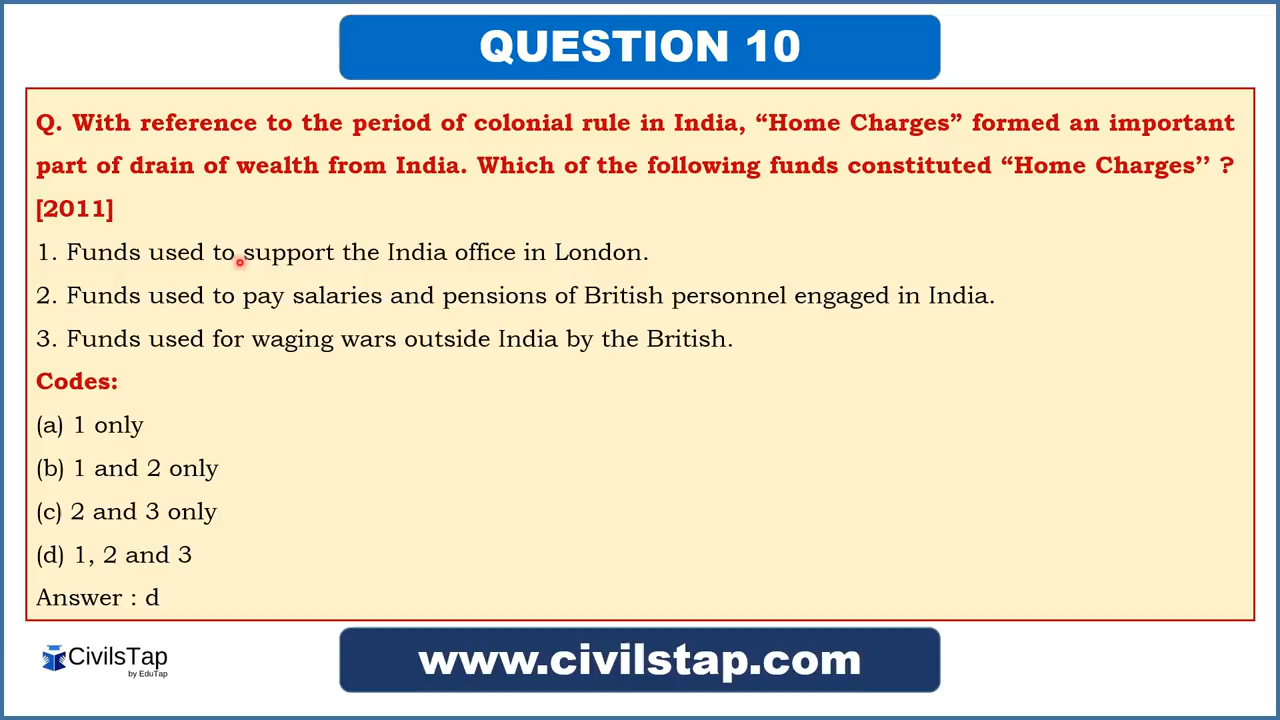 QUESTION 10
Q. With reference to the period of colonial rule in India, “Home Charges” formed an important
part of drain of wealth from India. Which of the following funds constituted “Home Charges’’ ?
[2011]
1. Funds used to support the India office in London.
2. Funds used to pay salaries and pensions of British personnel engaged in India.
3. Funds used for waging wars outside India by the British.
Codes:
(a) 1 only
(b) 1 and 2 only
(c) 2 and 3 only
(d) 1, 2 and 3
Answer : d
CivilsTap
by EduTap
www.civilstap.com